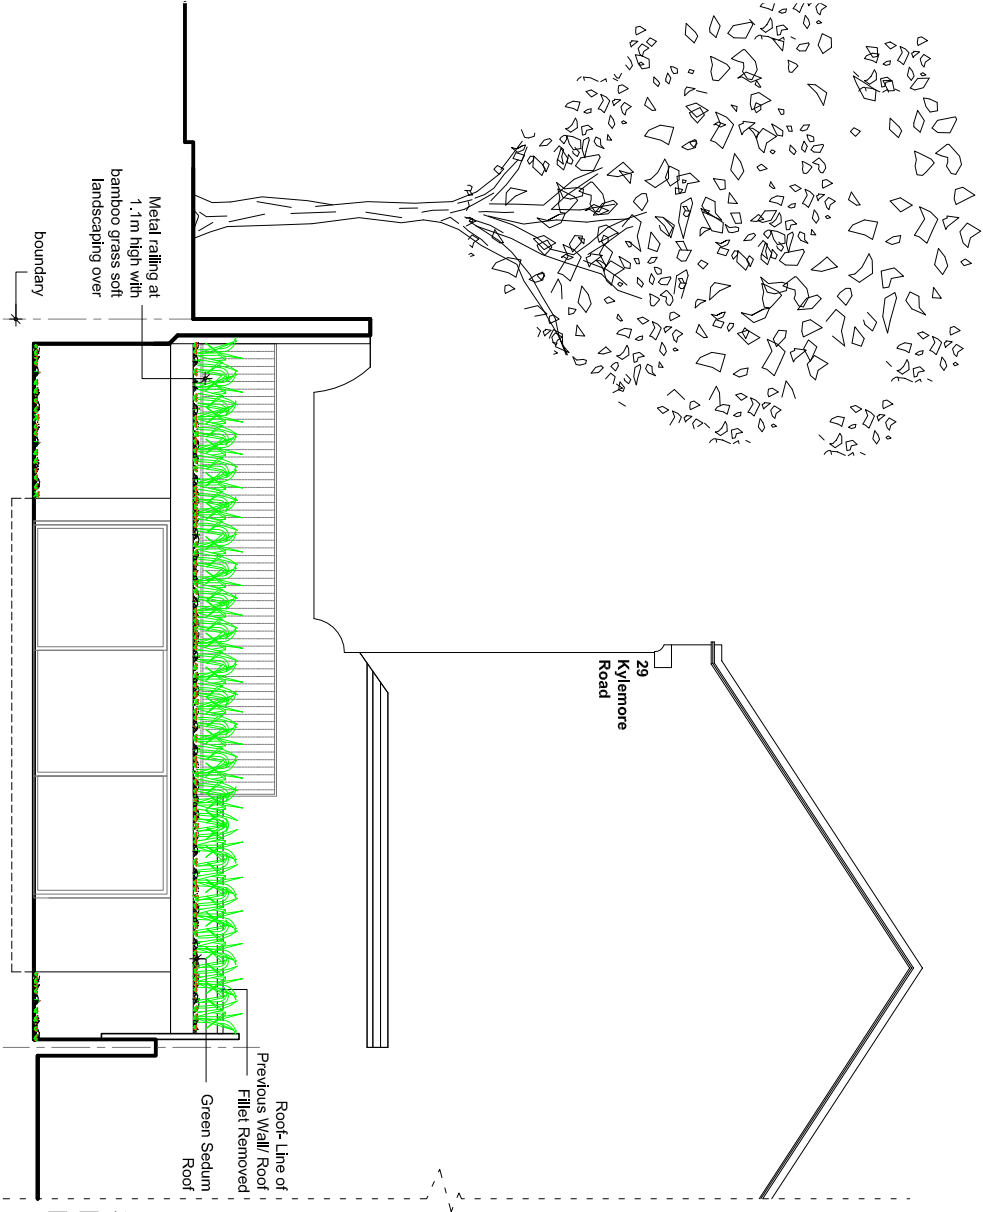 Metal railing at
1.1m high with
bamboo grass soft
landscaping over
boundary
29
Kylemore
Road
Roof- Line of
Previous Wall/ Roof
Fillet Removed
Green Sedum
Roof